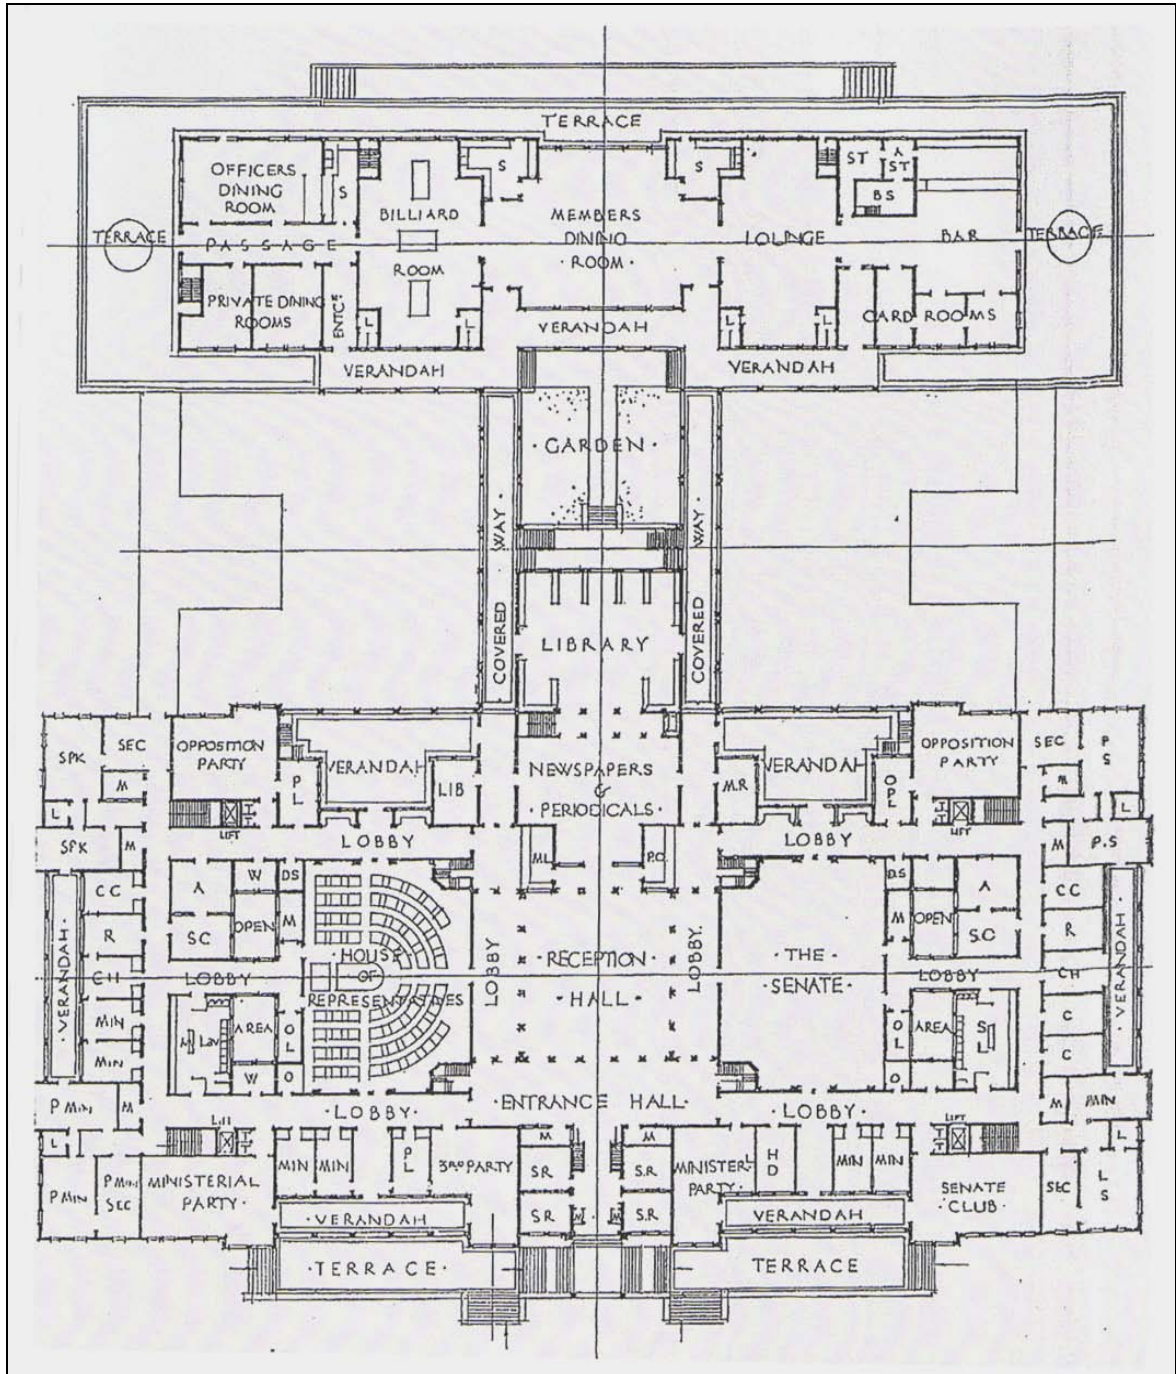 TERRACE
OFFICERS
DINING
ROOM
S
BILLIARD
ROOM
S
MEMBERS
DINING
·ROOM·
S
LOUNGE
ST
A
ST
BS
BAR
TERRACE
PASSAGE
TERRACE
PRIVATE DINING
ROOMS
ENTCE
L
L
VERANDAH
L
L
CARD ROOMS
VERANDAH
VERANDAH
·GARDEN·
COVERED WAY·
COVERED WAY·
LIBRARY
SPK
SEC
M
L
SPK
M
OPPOSITION
PARTY
LIFT
PL
VERANDAH
LIB
NEWSPAPERS
&
·PERIODICALS·
M.R
VERANDAH
OPL
OPPOSITION
PARTY
LIFT
SEC
M
PS
L
M
P.S
LOBBY
ML
P.O.
LOBBY
CC
R
CH
MIN
MIN
VERANDAH
A
SC
W
OPEN
DS
M
LOBBY
M
Lav
AREA
W
OL
O
·HOUSE
OF
REPRESENTATIVES
LOBBY
·RECEPTION·
·HALL·
LOBBY.
·THE·
·SENATE·
DS
M
OPEN
A
S.C
LOBBY
OL
O
AREA
SL
CC
R
CH
C
C
VERANDAH
P MIN
M
L
P MIN
P MIN
SEC
LIFT
·LOBBY·
·ENTRANCE HALL·
·LOBBY·
LIFT
M
MIN
L
MINISTERIAL
PARTY·
MIN
MIN
PL
3RD PARTY
M
S.R
S.R
M
M
M
S.R
S.R
MINISTER·L
PARTY·
HD
MIN
MIN
SENATE
·CLUB·
SEC
LS
·VERANDAH
VERANDAH
·TERRACE·
TERRACE